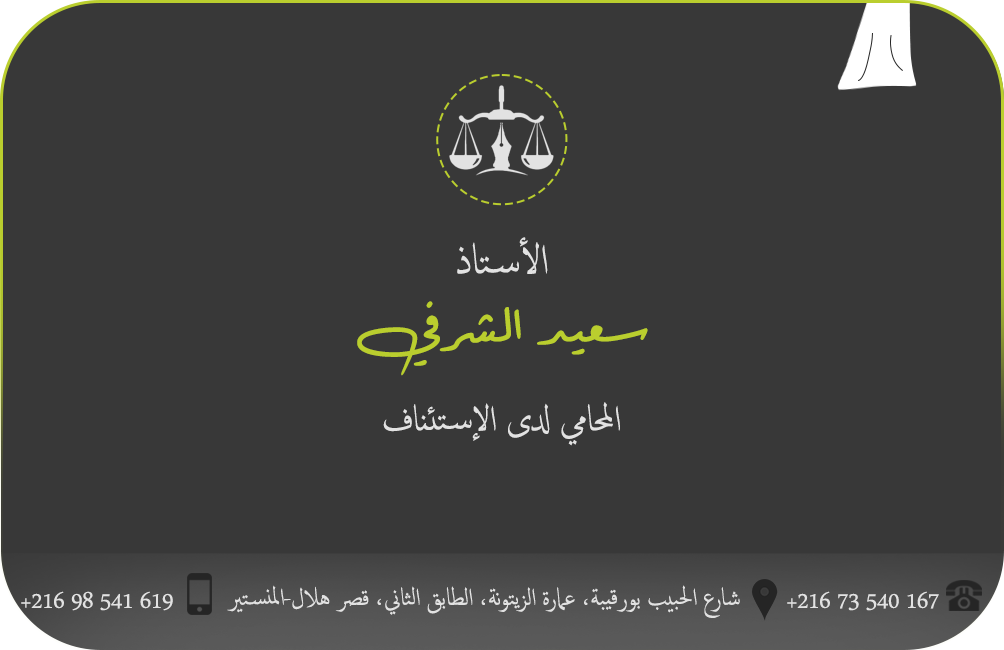 الأستاذ
سعيد الشرفي
المحامي لدى الإستئناف
+216 73 540 167 شارع الحبيب بورقيبة، عمارة الزيتونة، الطابق الثاني، قصر هلال-المنستير +216 98 541 619